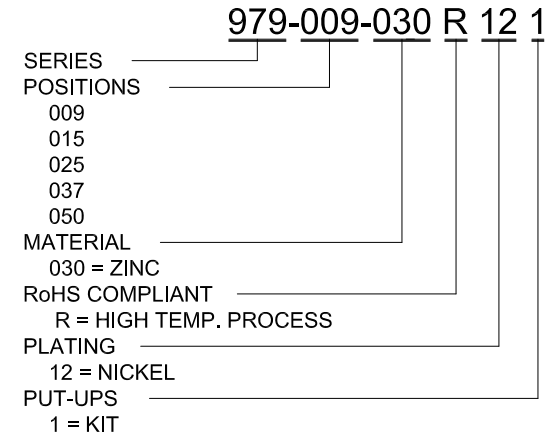 979-009-030 R 12 1
SERIES
POSITIONS
009
015
025
037
050
MATERIAL
030 = ZINC
RoHS COMPLIANT
R = HIGH TEMP. PROCESS
PLATING
12 = NICKEL
PUT-UPS
1 = KIT